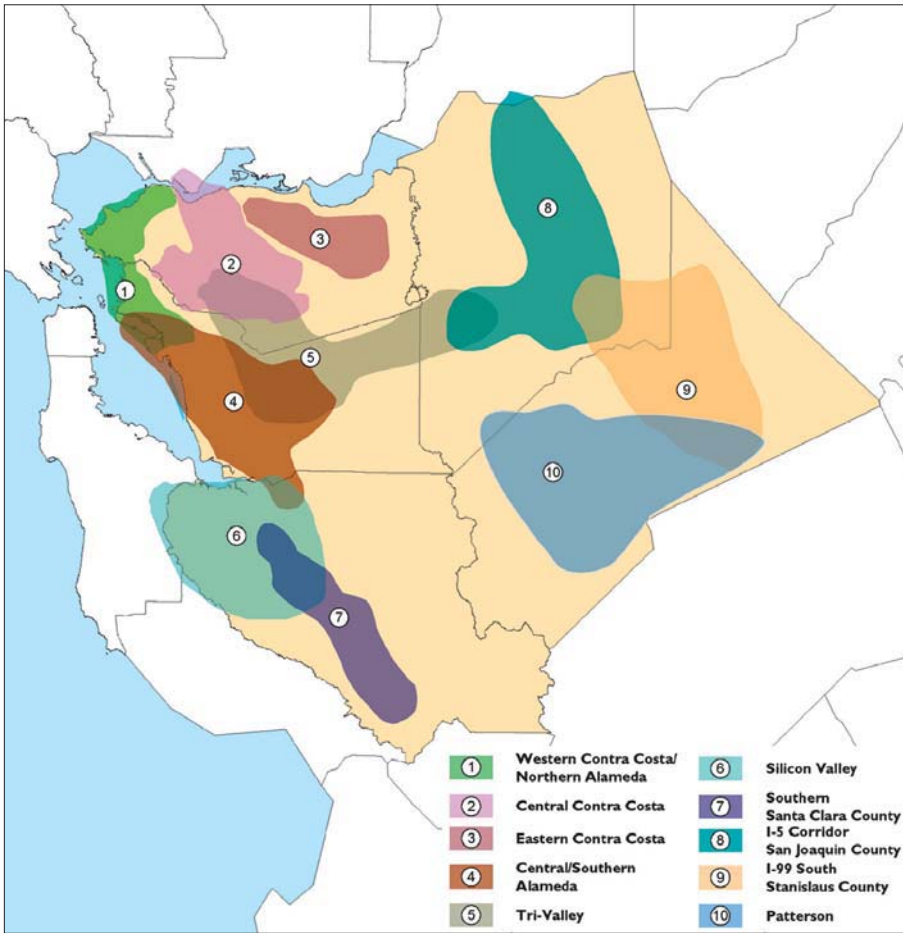 1
2
3
4
5
6
7
8
9
10
1 Western Contra Costa/
Northern Alameda
2 Central Contra Costa
3 Eastern Contra Costa
4 Central/Southern
Alameda
5 Tri-Valley
6 Silicon Valley
7 Southern
Santa Clara County
8 I-5 Corridor
San Joaquin County
9 I-99 South
Stanislaus County
10 Patterson